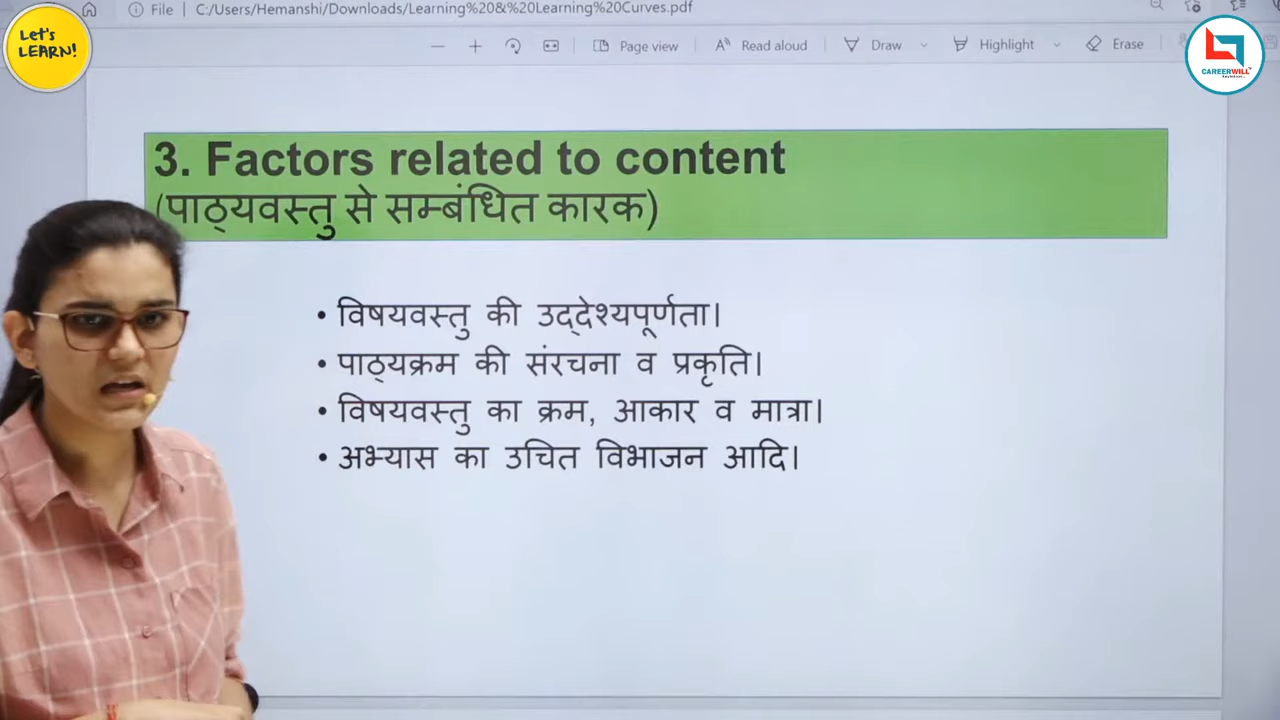 Let's
LEARN!
File | C:/Users/Hemanshi/Downloads/Learning%20&%20Learning%20Curves.pdf
Page view
Read aloud
Draw
Highlight
Erase
CAREERWILL
3. Factors related to content
(पाठ्यवस्तु से सम्बंधित कारक)
• विषयवस्तु की उद्देश्यपूर्णता।
• पाठ्यक्रम की संरचना व प्रकृति।
• विषयवस्तु का क्रम, आकार व मात्रा।
• अभ्यास का उचित विभाजन आदि।